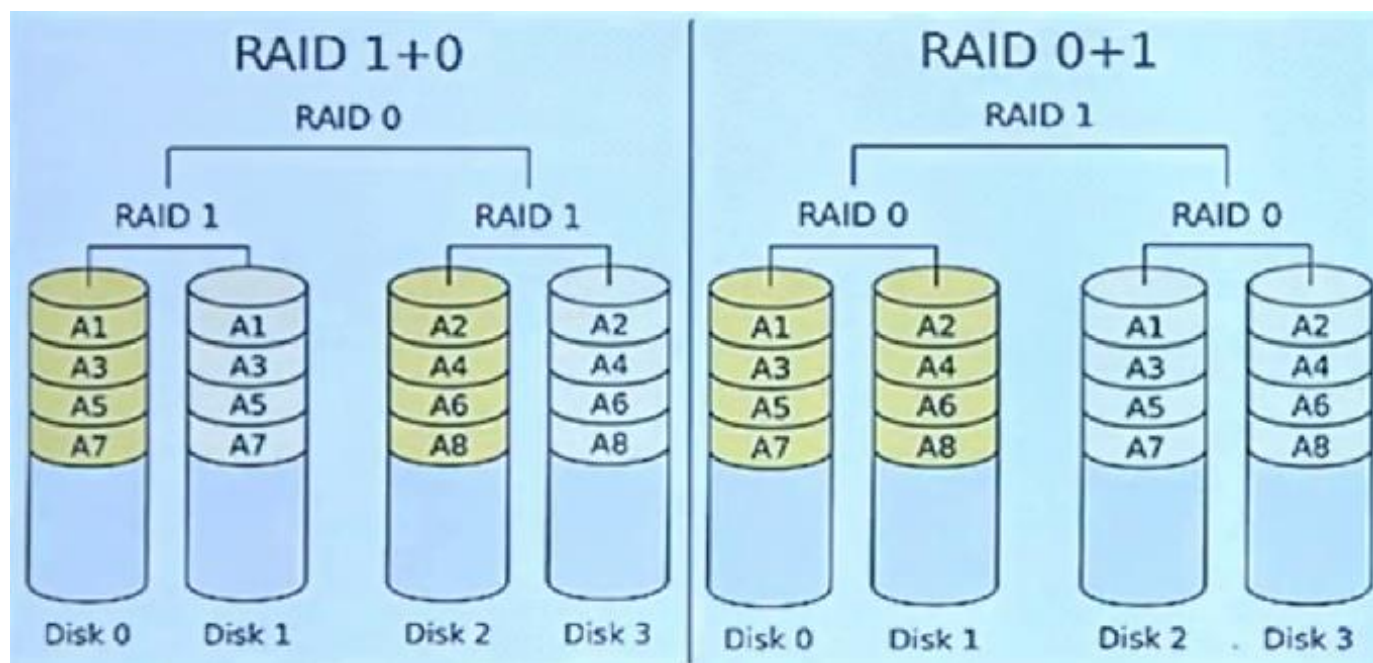 RAID 1+0
RAID 0
RAID 1 RAID 1
A1 A1 A2 A2
A3 A3 A4 A4
A5 A5 A6 A6
A7 A7 A8 A8
Disk 0 Disk 1 Disk 2 Disk 3
RAID 0+1
RAID 1
RAID 0 RAID 0
A1 A2 A1 A2
A3 A4 A3 A4
A5 A6 A5 A6
A7 A8 A7 A8
Disk 0 Disk 1 Disk 2 Disk 3